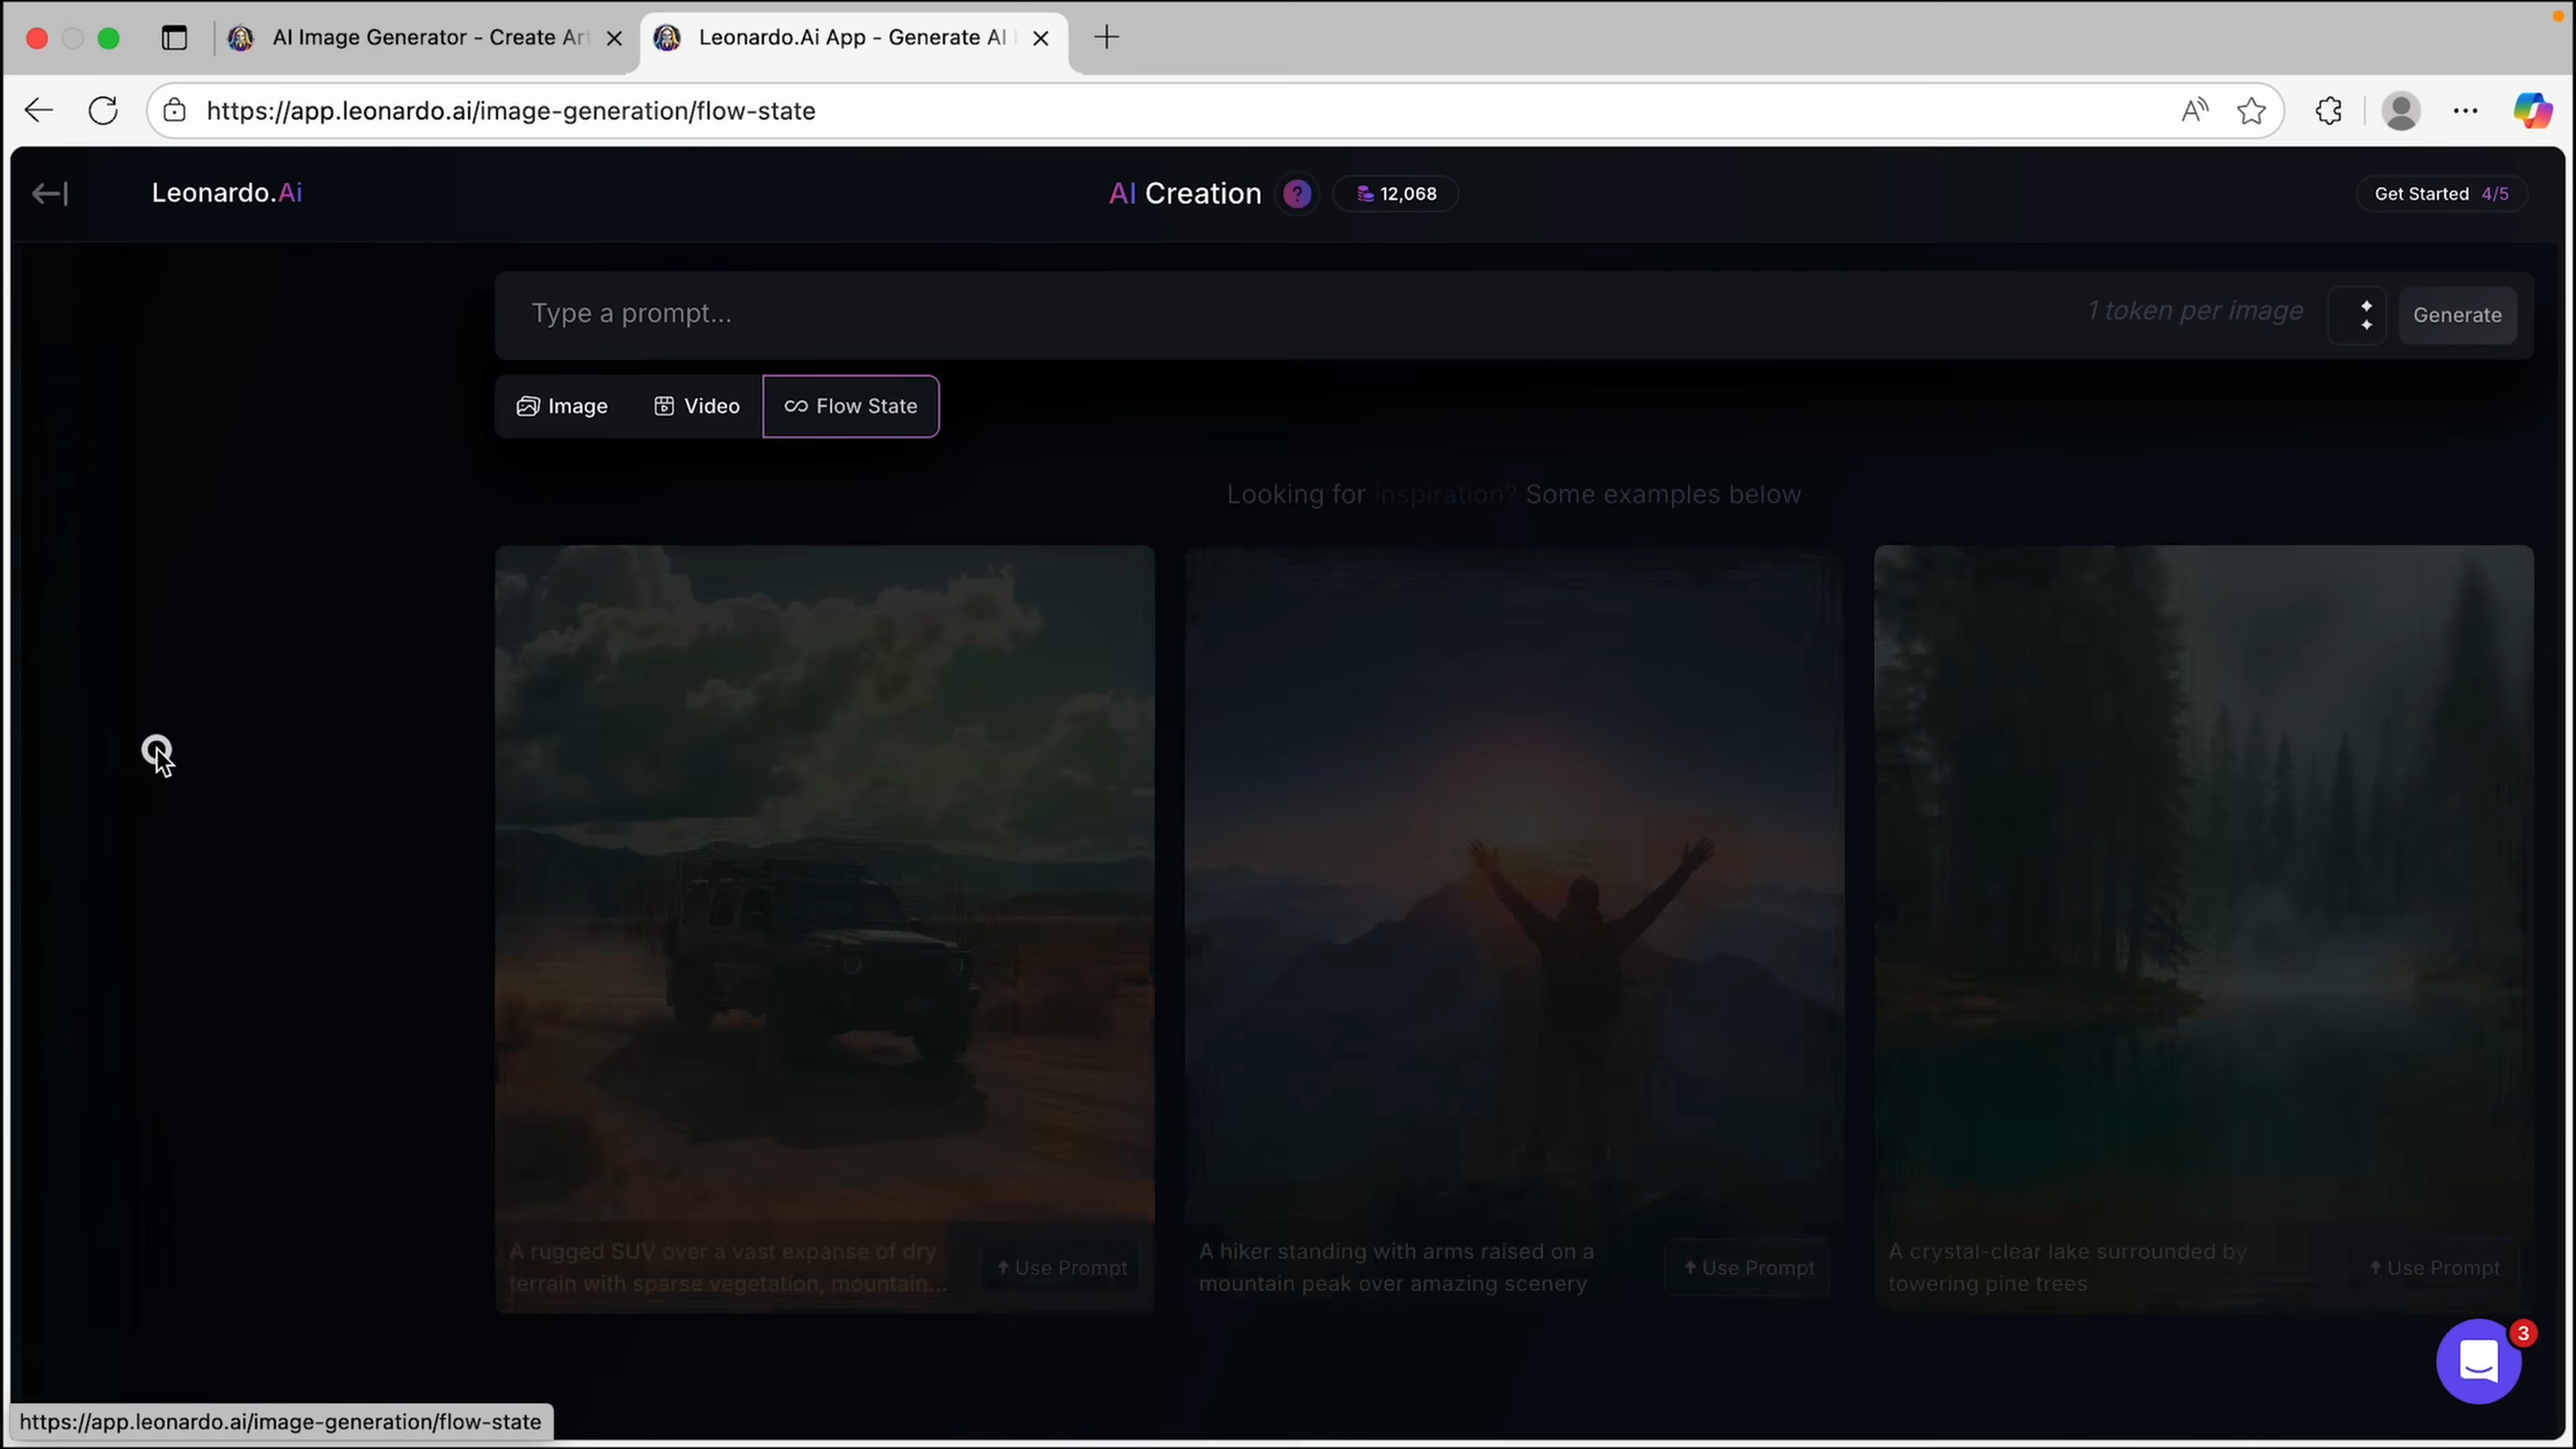 AI Image Generator - Create Art
Leonardo.Ai App - Generate AI
https://app.leonardo.ai/image-generation/flow-state
Leonardo.Ai
AI Creation ? 12,068
Get Started 4/5
Type a prompt...
1 token per image
Generate
Image Video Flow State
Looking for inspiration? Some examples below
A rugged SUV over a vast expanse of dry
terrain with sparse vegetation, mountain...
Use Prompt
A hiker standing with arms raised on a
mountain peak over amazing scenery
Use Prompt
A crystal-clear lake surrounded by
towering pine trees
Use Prompt
3
https://app.leonardo.ai/image-generation/flow-state